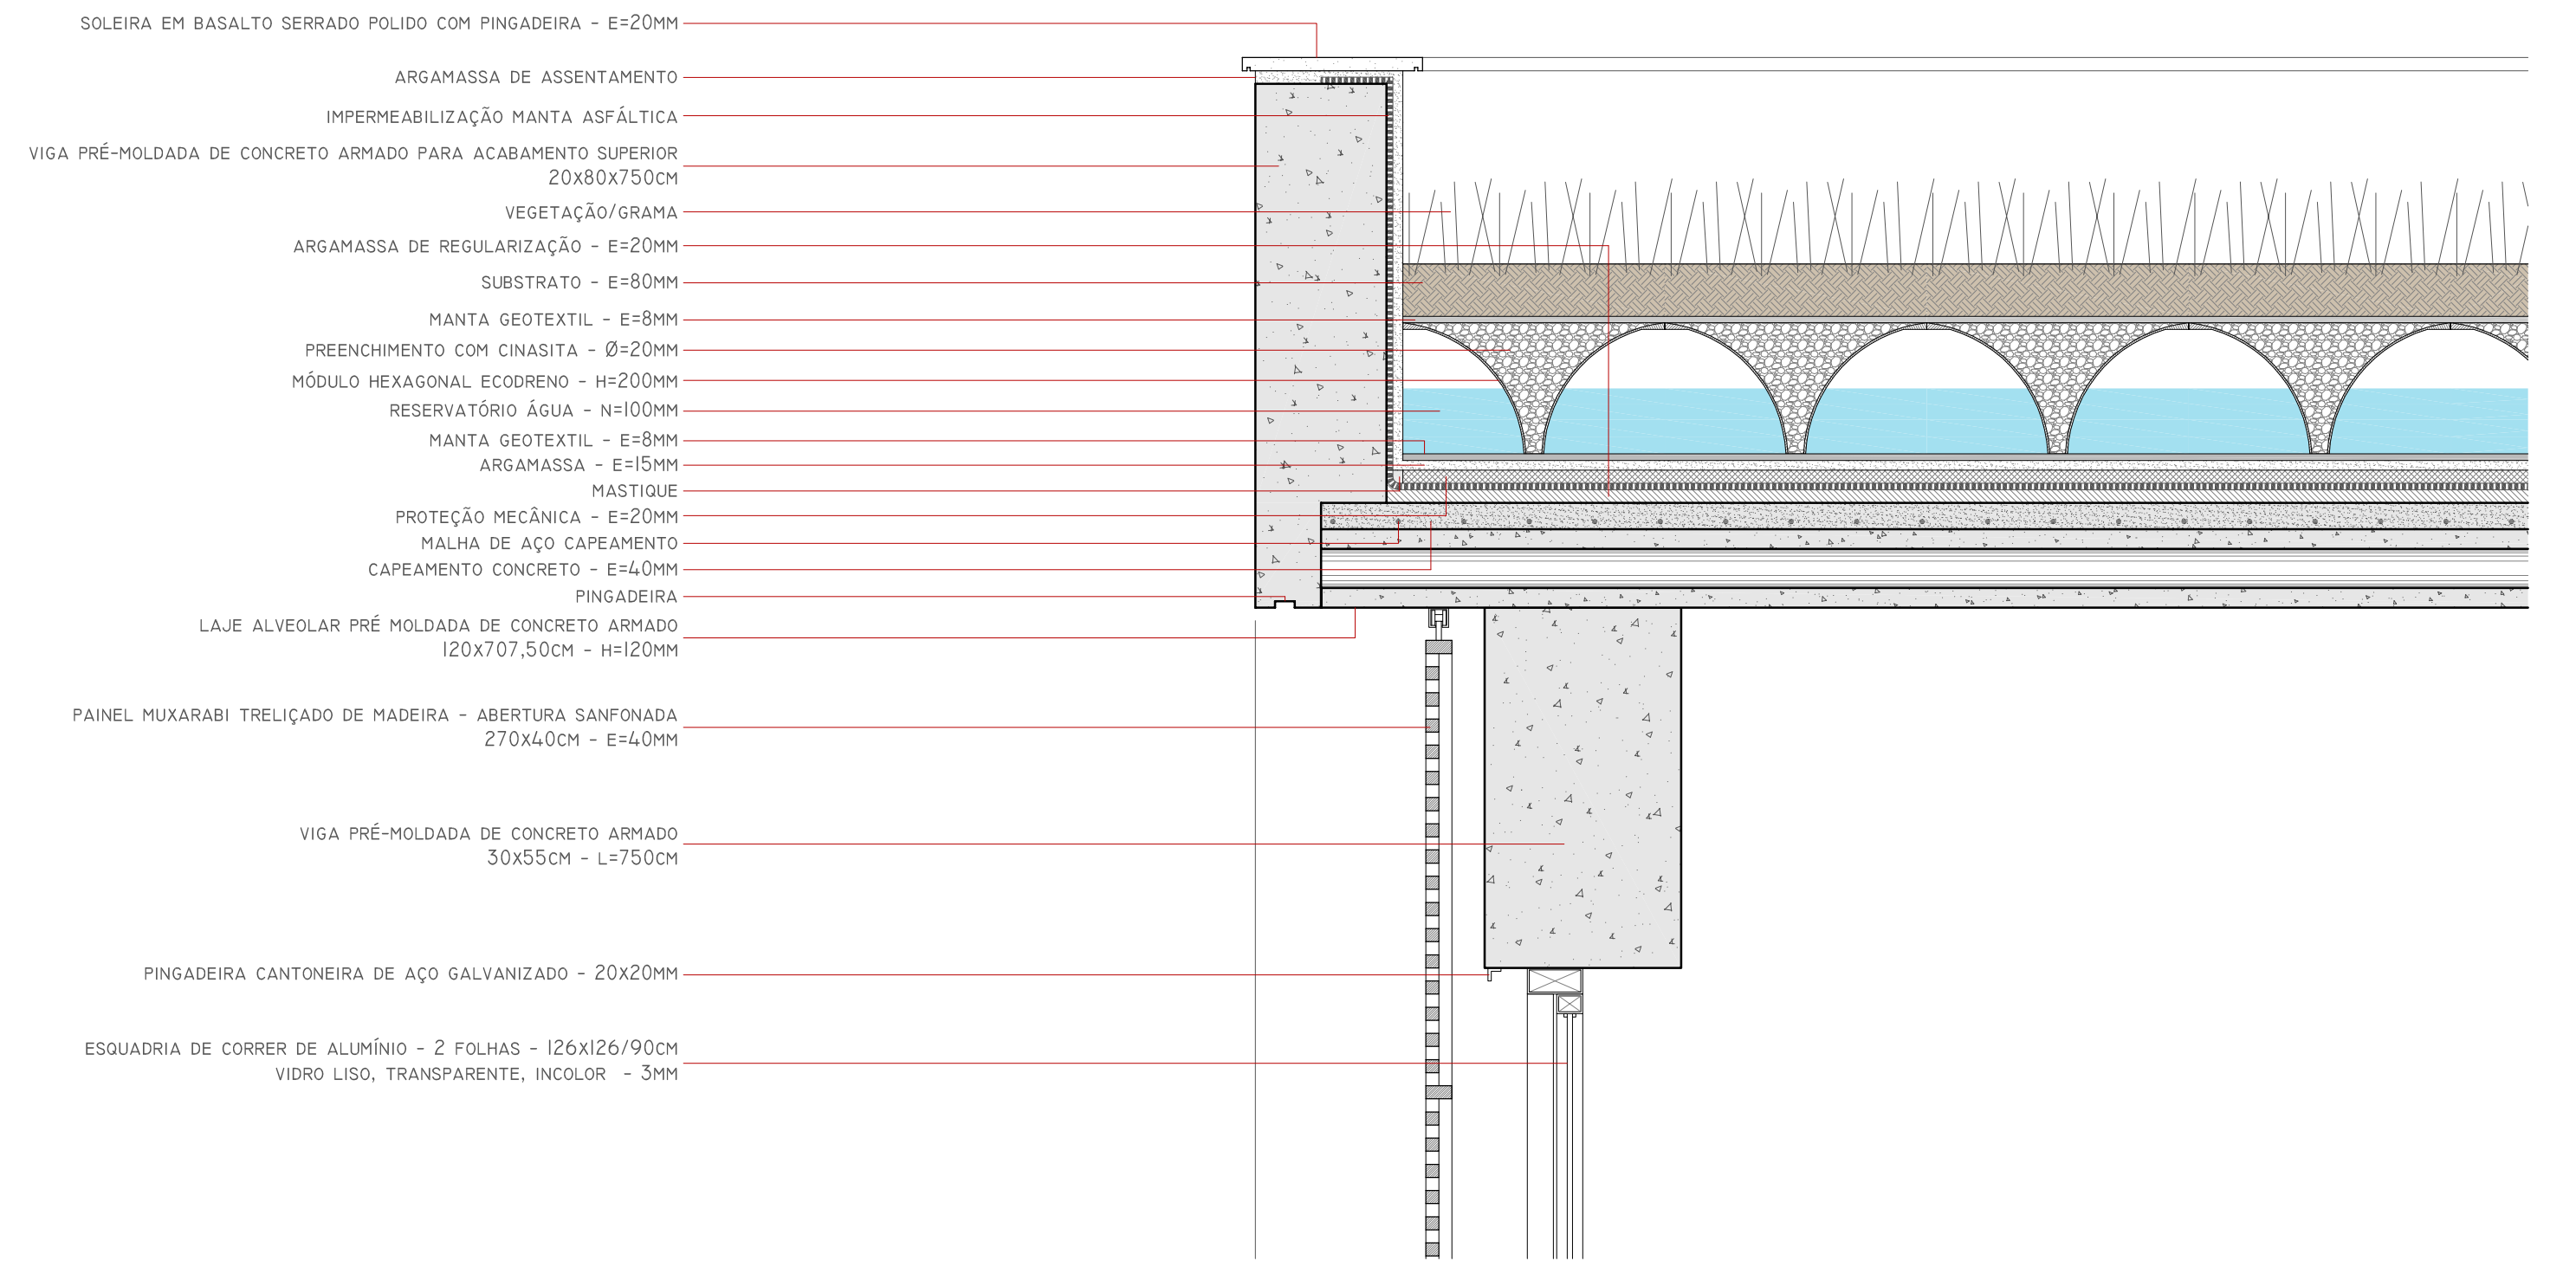 SOLEIRA EM BASALTO SERRADO POLIDO COM PINGADEIRA - E=20MM
ARGAMASSA DE ASSENTAMENTO
IMPERMEABILIZAÇÃO MANTA ASFÁLTICA
VIGA PRÉ-MOLDADA DE CONCRETO ARMADO PARA ACABAMENTO SUPERIOR
20X80X750CM
VEGETAÇÃO/GRAMA
ARGAMASSA DE REGULARIZAÇÃO - E=20MM
SUBSTRATO - E=80MM
MANTA GEOTEXTIL - E=8MM
PREENCHIMENTO COM CINASITA - Ø=20MM
MÓDULO HEXAGONAL ECODRENO - H=200MM
RESERVATÓRIO ÁGUA - N=100MM
MANTA GEOTEXTIL - E=8MM
ARGAMASSA - E=15MM
MASTIQUE
PROTEÇÃO MECÂNICA - E=20MM
MALHA DE AÇO CAPEAMENTO
CAPEAMENTO CONCRETO - E=40MM
PINGADEIRA
LAJE ALVEOLAR PRÉ MOLDADA DE CONCRETO ARMADO
120X707,50CM - H=120MM
PAINEL MUXARABI TRELIÇADO DE MADEIRA - ABERTURA SANFONADA
270X40CM - E=40MM
VIGA PRÉ-MOLDADA DE CONCRETO ARMADO
30X55CM - L=750CM
PINGADEIRA CANTONEIRA DE AÇO GALVANIZADO - 20X20MM
ESQUADRIA DE CORRER DE ALUMÍNIO - 2 FOLHAS - 126X126/90CM
VIDRO LISO, TRANSPARENTE, INCOLOR - 3MM